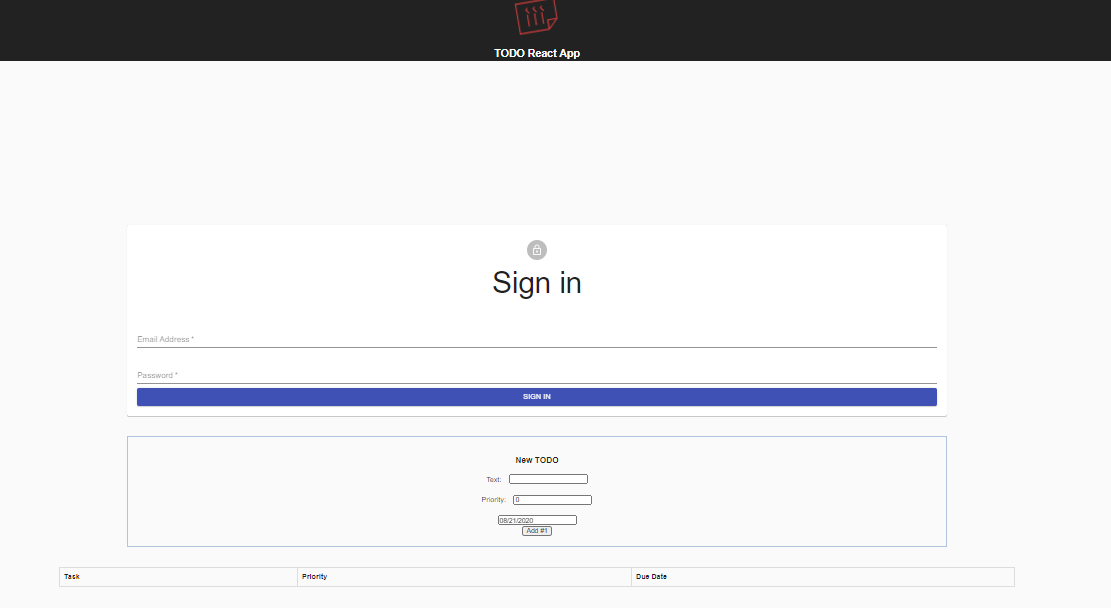 TODO React App
Sign in
Email Address *
Password *
SIGN IN
New TODO
Text:
Priority: 0
08/21/2020
Add #1
Task Priority Due Date